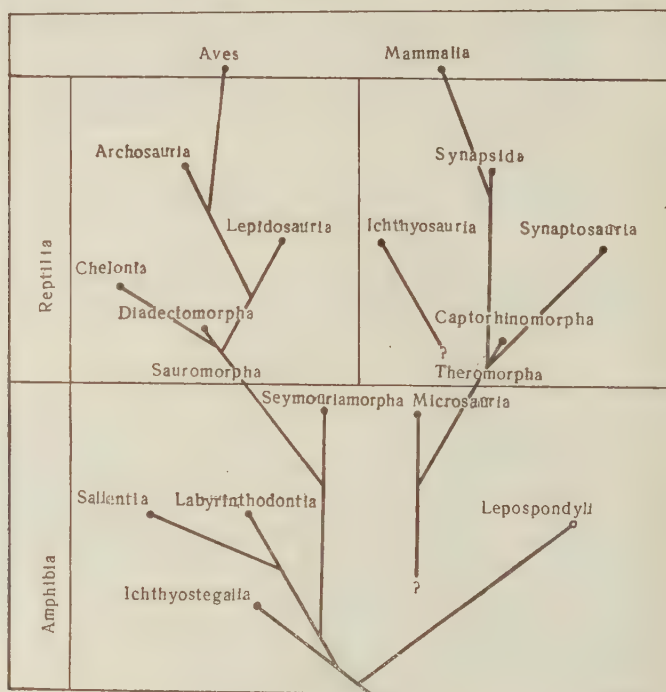 Aves
Mammalia
Archosauria
Synapsida
Lepidosauria
Ichthyosauria
Synaptosauria
Chelonia
Diadectomorpha
Captorhinomorpha
?
Sauromorpha
Theromorpha
Reptilia
Seymouriamorpha
Microsauria
Salientia
Labyrinthodontia
Lepospondyli
?
Ichthyostegalia
Amphibia